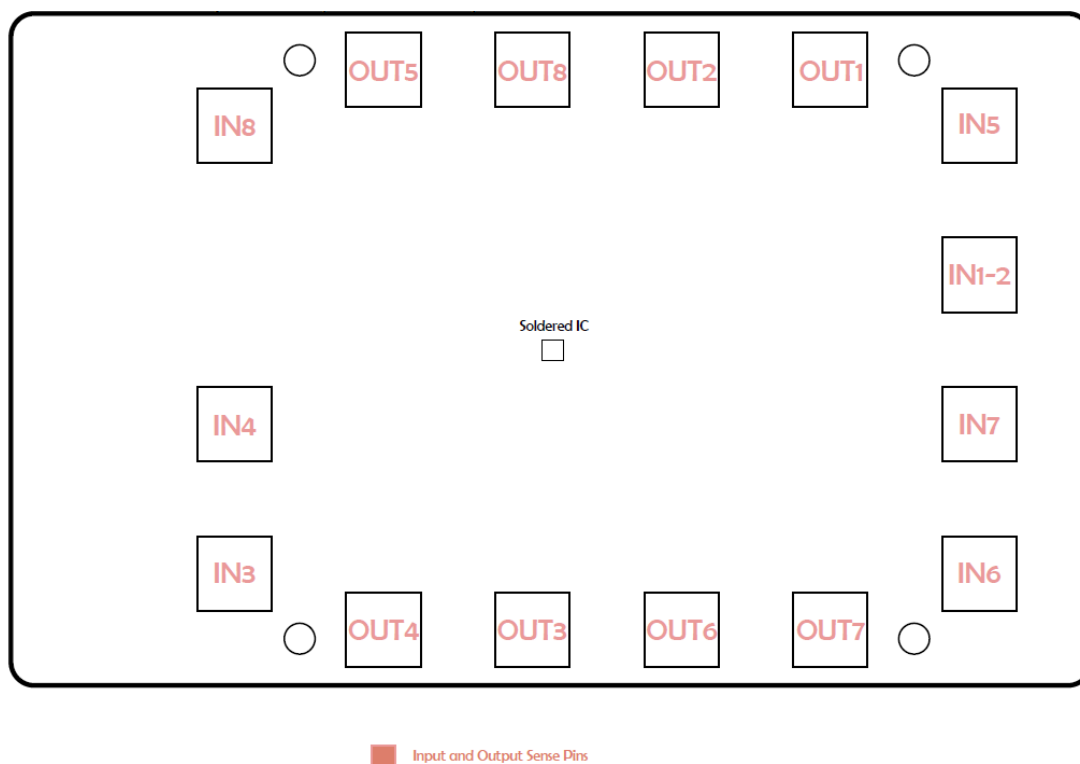 OUT5
OUT8
OUT2
OUT1
IN8
IN5
IN1-2
Soldered IC
IN4
IN7
IN3
IN6
OUT4
OUT3
OUT6
OUT7
Input and Output Sense Pins